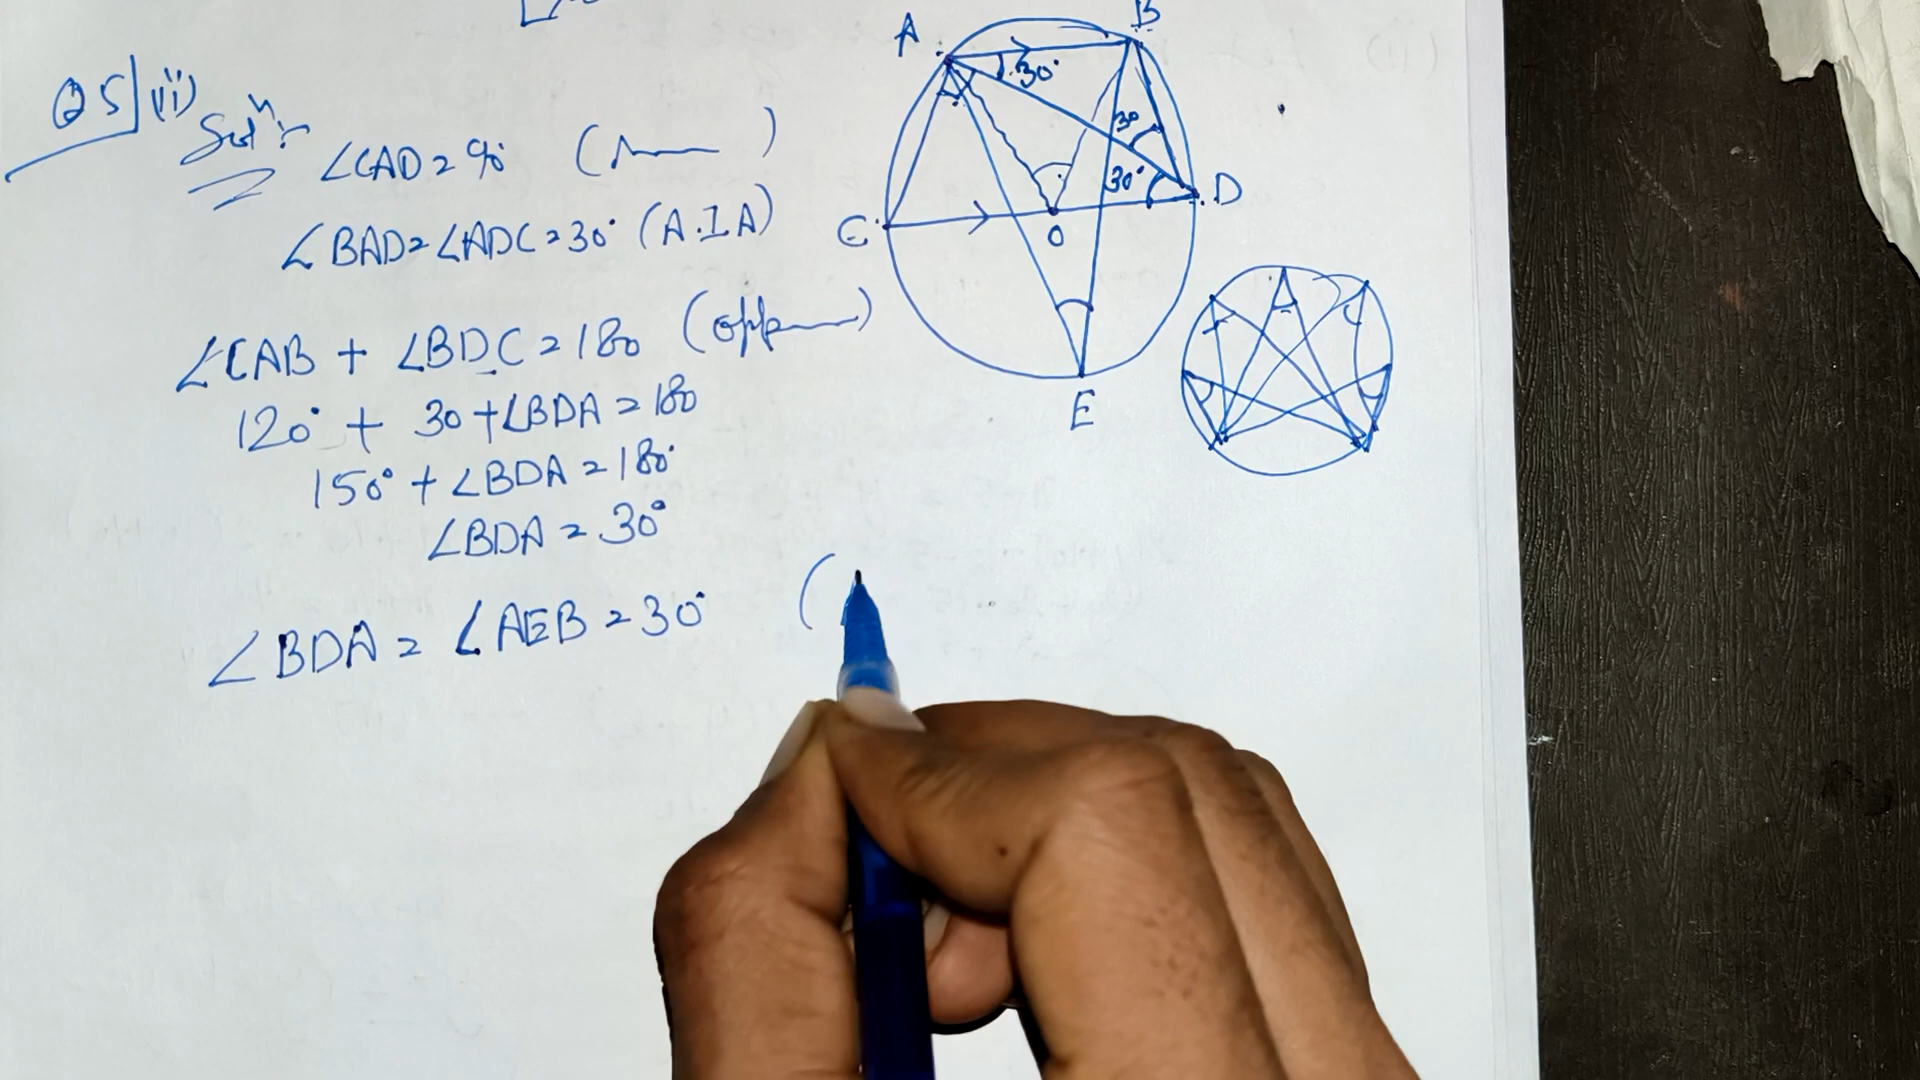 Q5/(ii)
Solⁿ:-
∠CAD = 90° ( )
∠BAD = ∠ADC = 30° (A.I.A)
∠CAB + ∠BDC = 180 (opp )
120° + 30 + ∠BDA = 180
150° + ∠BDA = 180°
∠BDA = 30°
∠BDA = ∠AEB = 30° (
A
B
30°
30
30°
D
C
O
E